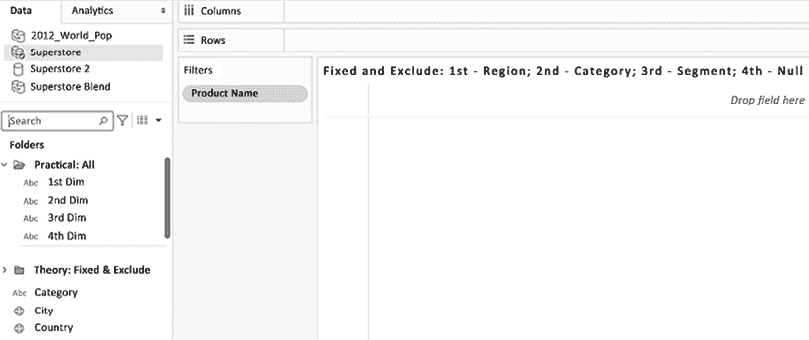 Data Analytics
Columns
2012_World_Pop
Superstore
Superstore 2
Superstore Blend
Rows
Filters
Product Name
Fixed and Exclude: 1st - Region; 2nd - Category; 3rd - Segment; 4th - Null
Drop field here
Search
Folders
Practical: All
Abc 1st Dim
Abc 2nd Dim
Abc 3rd Dim
Abc 4th Dim
Theory: Fixed & Exclude
Abc Category
City
Country